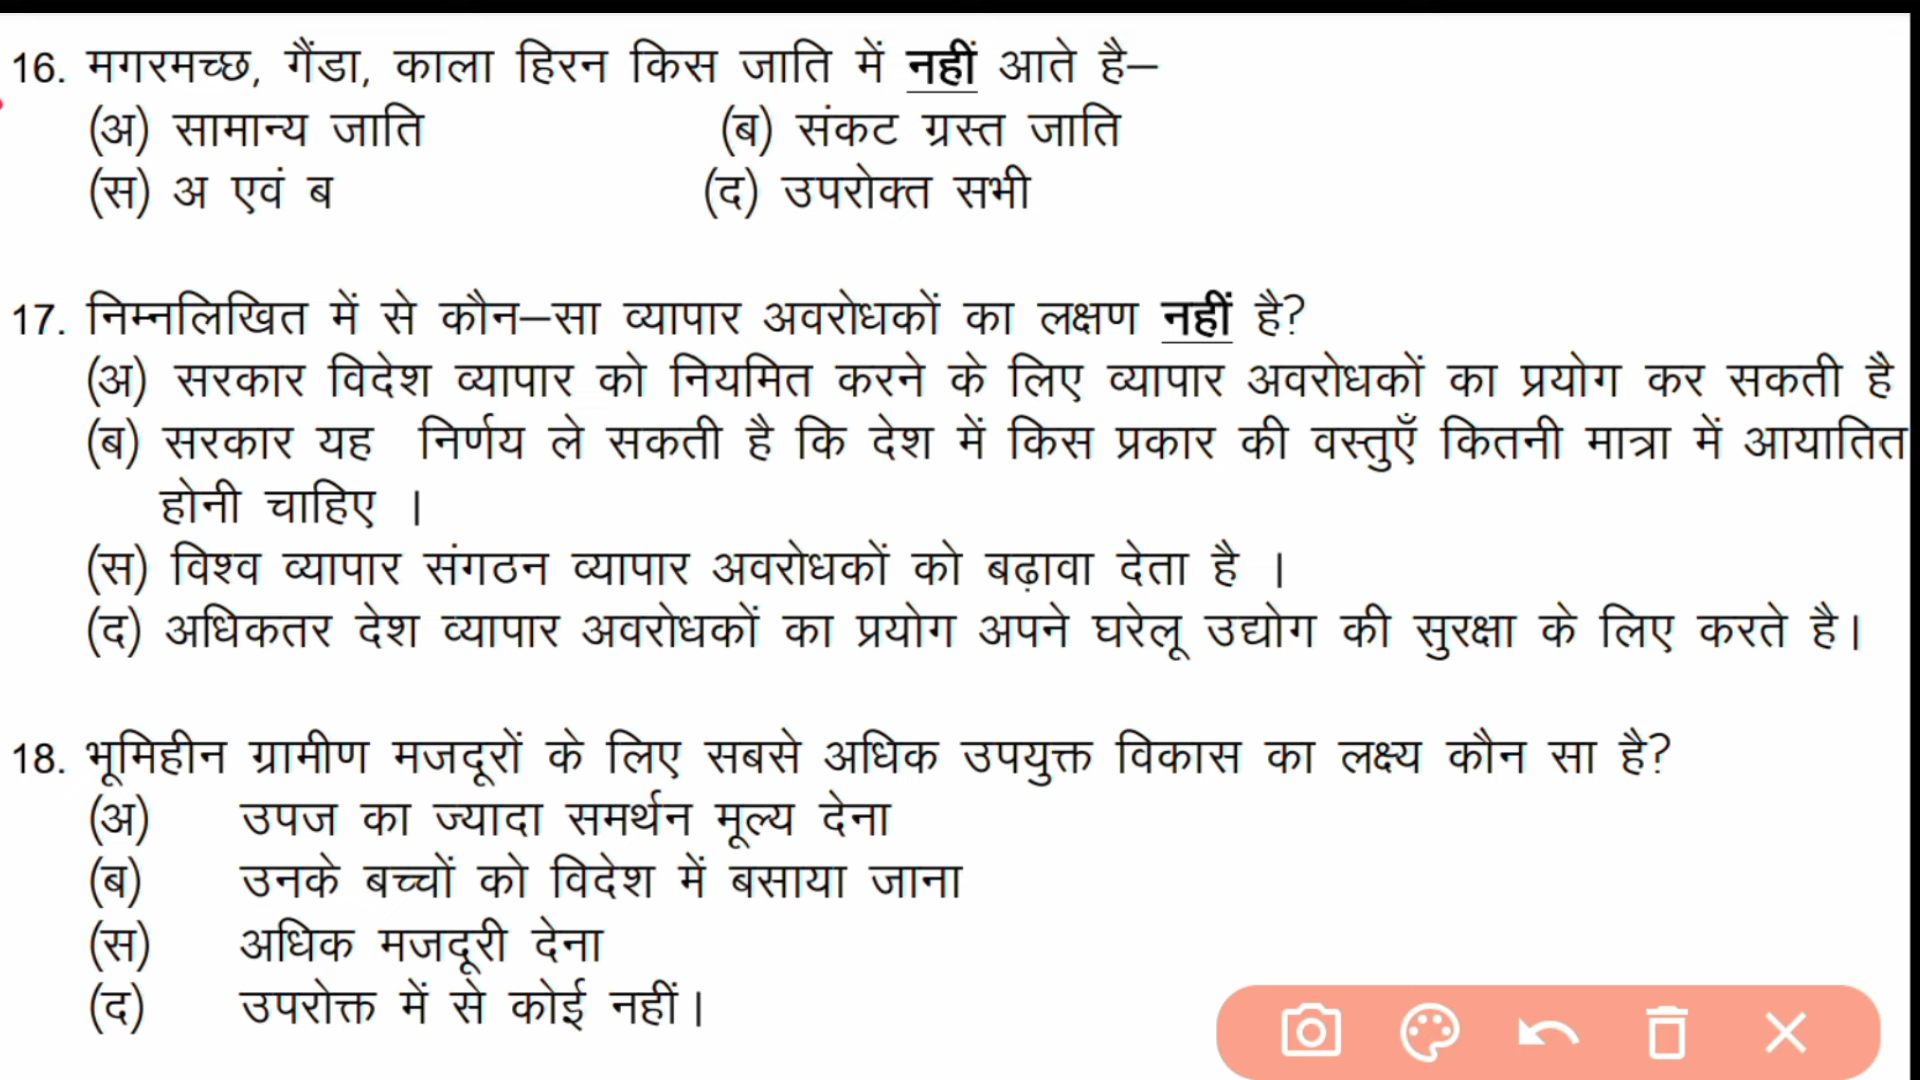 16. मगरमच्छ, गैंडा, काला हिरन किस जाति में नहीं आते है–
(अ) सामान्य जाति (ब) संकट ग्रस्त जाति
(स) अ एवं ब (द) उपरोक्त सभी
17. निम्नलिखित में से कौन–सा व्यापार अवरोधकों का लक्षण नहीं है?
(अ) सरकार विदेश व्यापार को नियमित करने के लिए व्यापार अवरोधकों का प्रयोग कर सकती है
(ब) सरकार यह निर्णय ले सकती है कि देश में किस प्रकार की वस्तुएँ कितनी मात्रा में आयातित
होनी चाहिए ।
(स) विश्व व्यापार संगठन व्यापार अवरोधकों को बढ़ावा देता है ।
(द) अधिकतर देश व्यापार अवरोधकों का प्रयोग अपने घरेलू उद्योग की सुरक्षा के लिए करते है।
18. भूमिहीन ग्रामीण मजदूरों के लिए सबसे अधिक उपयुक्त विकास का लक्ष्य कौन सा है?
(अ) उपज का ज्यादा समर्थन मूल्य देना
(ब) उनके बच्चों को विदेश में बसाया जाना
(स) अधिक मजदूरी देना
(द) उपरोक्त में से कोई नहीं।